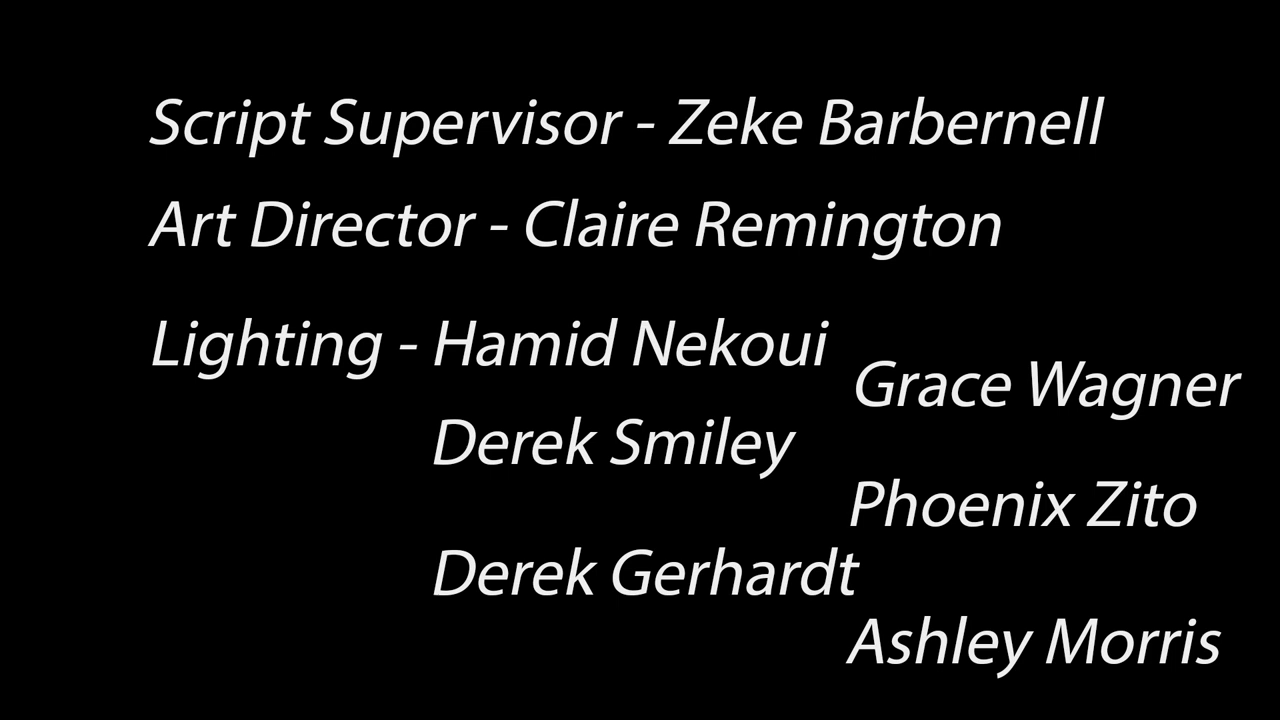 Script Supervisor - Zeke Barbernell
Art Director - Claire Remington
Lighting - Hamid Nekoui
Grace Wagner
Derek Smiley
Phoenix Zito
Derek Gerhardt
Ashley Morris